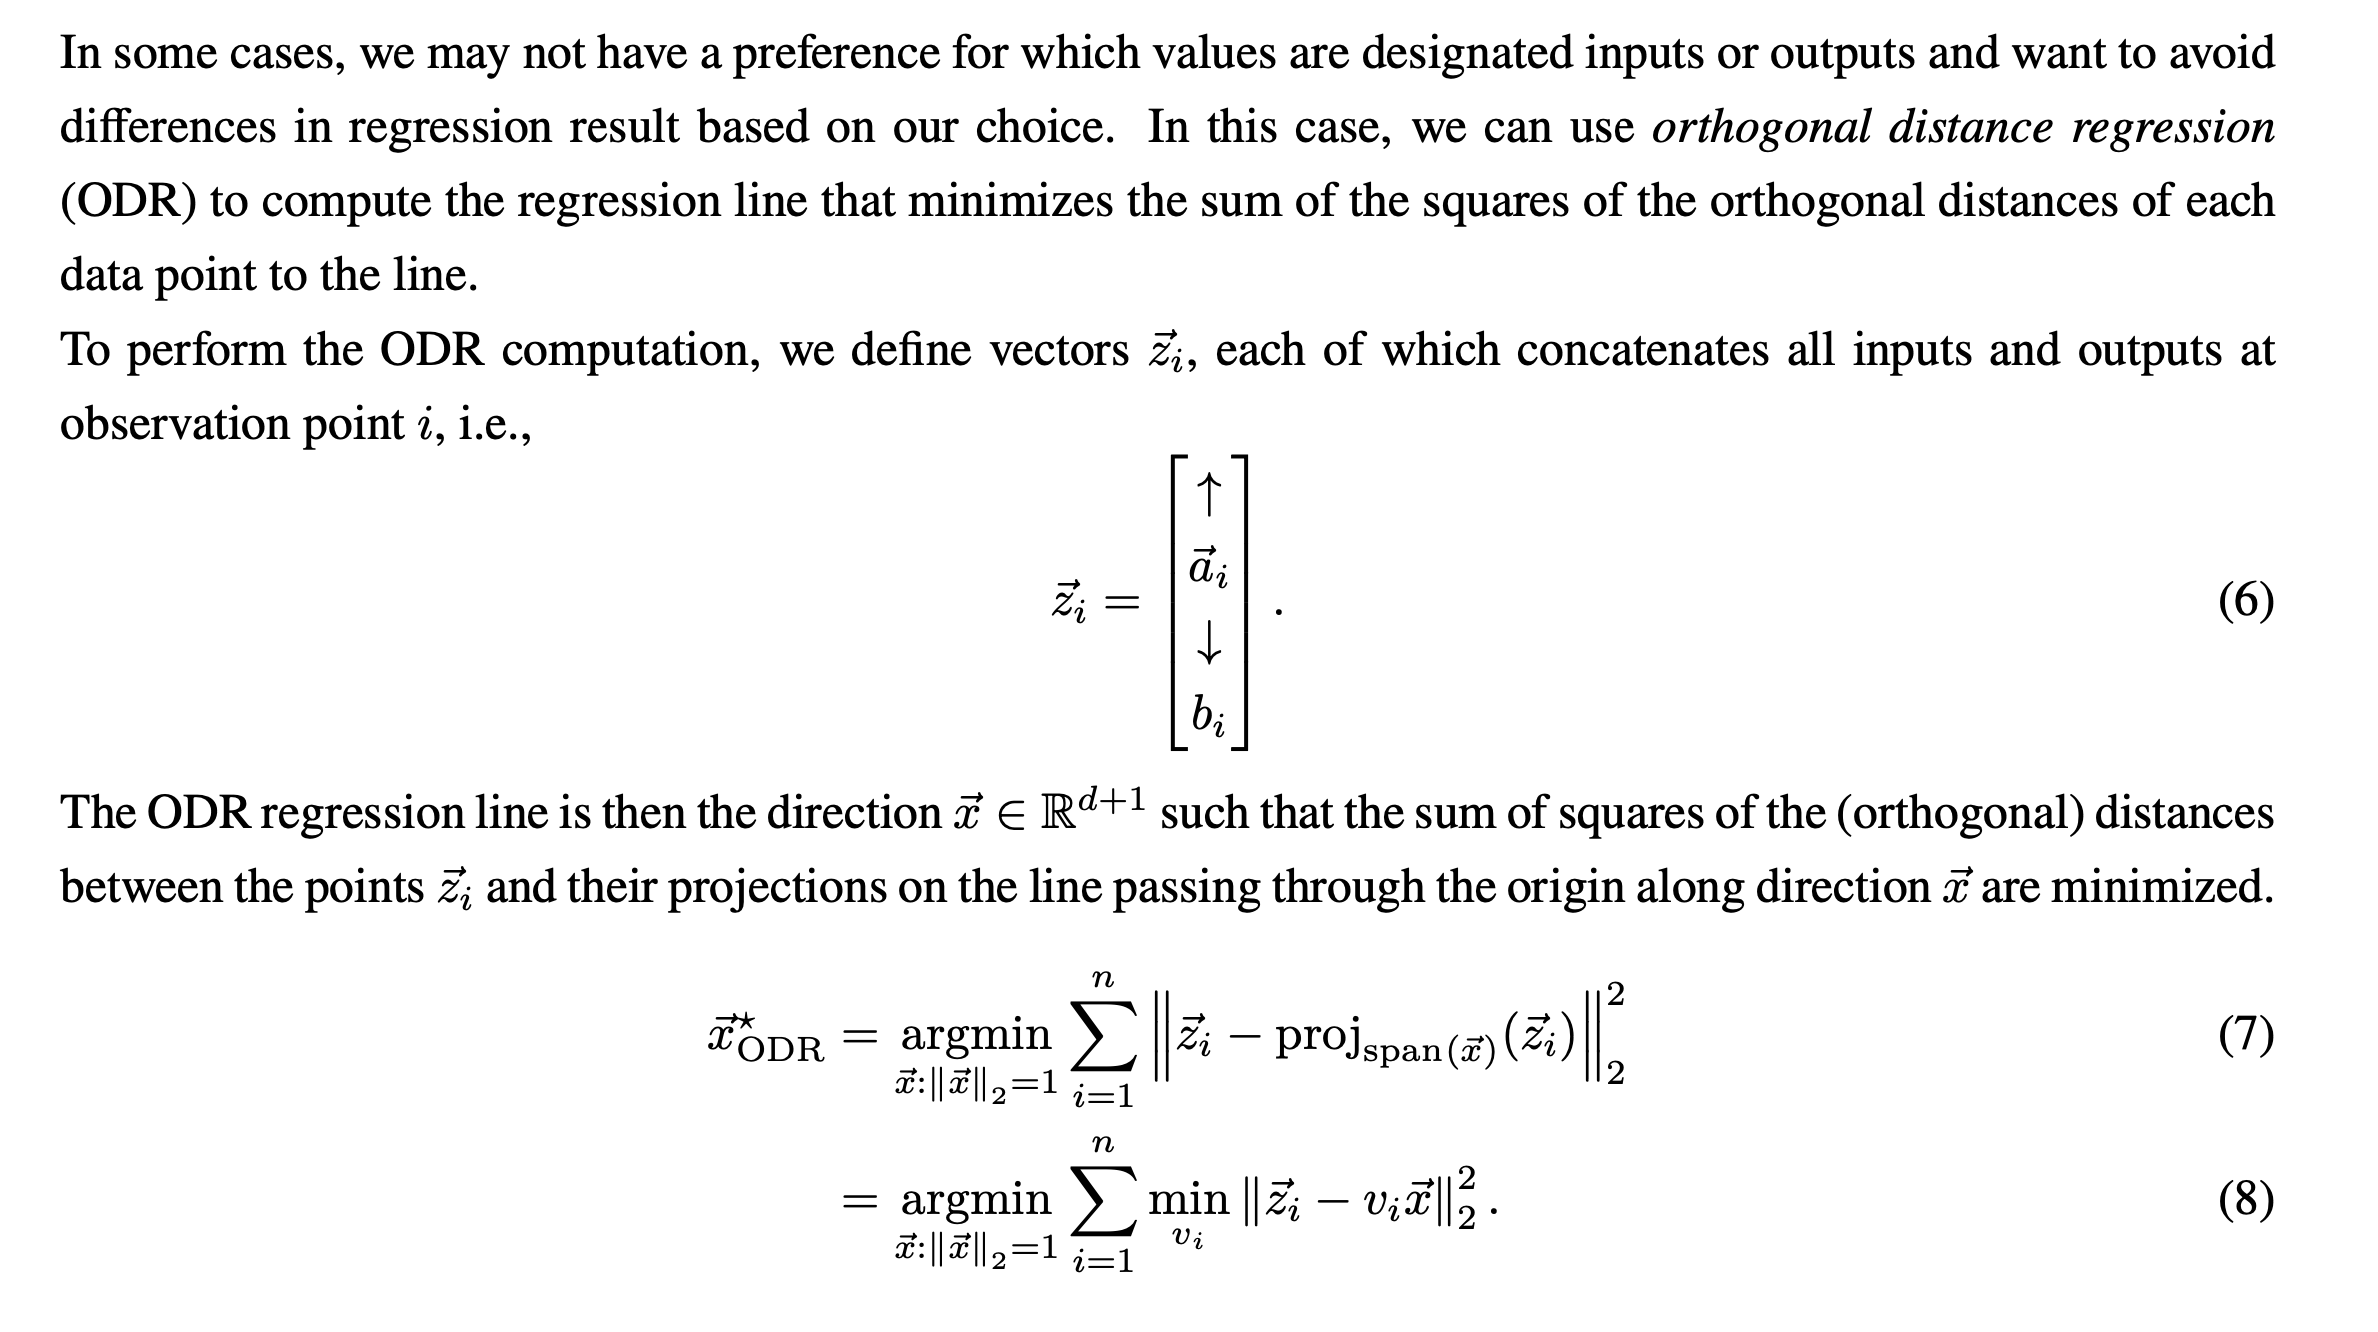 In some cases, we may not have a preference for which values are designated inputs or outputs and want to avoid
differences in regression result based on our choice. In this case, we can use orthogonal distance regression
(ODR) to compute the regression line that minimizes the sum of the squares of the orthogonal distances of each
data point to the line.
To perform the ODR computation, we define vectors $\vec{z}_i$, each of which concatenates all inputs and outputs at
observation point $i$, i.e.,
$\vec{z}_i = \begin{bmatrix} \uparrow \\ \vec{a}_i \\ \downarrow \\ b_i \end{bmatrix}.$ (6)
The ODR regression line is then the direction $\vec{x} \in \mathbb{R}^{d+1}$ such that the sum of squares of the (orthogonal) distances
between the points $\vec{z}_i$ and their projections on the line passing through the origin along direction $\vec{x}$ are minimized.
$\vec{x}^{\star}_{\mathrm{ODR}} = \underset{\vec{x}:\|\vec{x}\|_2=1}{\operatorname{argmin}} \sum_{i=1}^{n} \left\| \vec{z}_i - \operatorname{proj}_{\operatorname{span}(\vec{x})}(\vec{z}_i) \right\|_2^2$ (7)
$= \underset{\vec{x}:\|\vec{x}\|_2=1}{\operatorname{argmin}} \sum_{i=1}^{n} \min_{v_i} \|\vec{z}_i - v_i\vec{x}\|_2^2.$ (8)